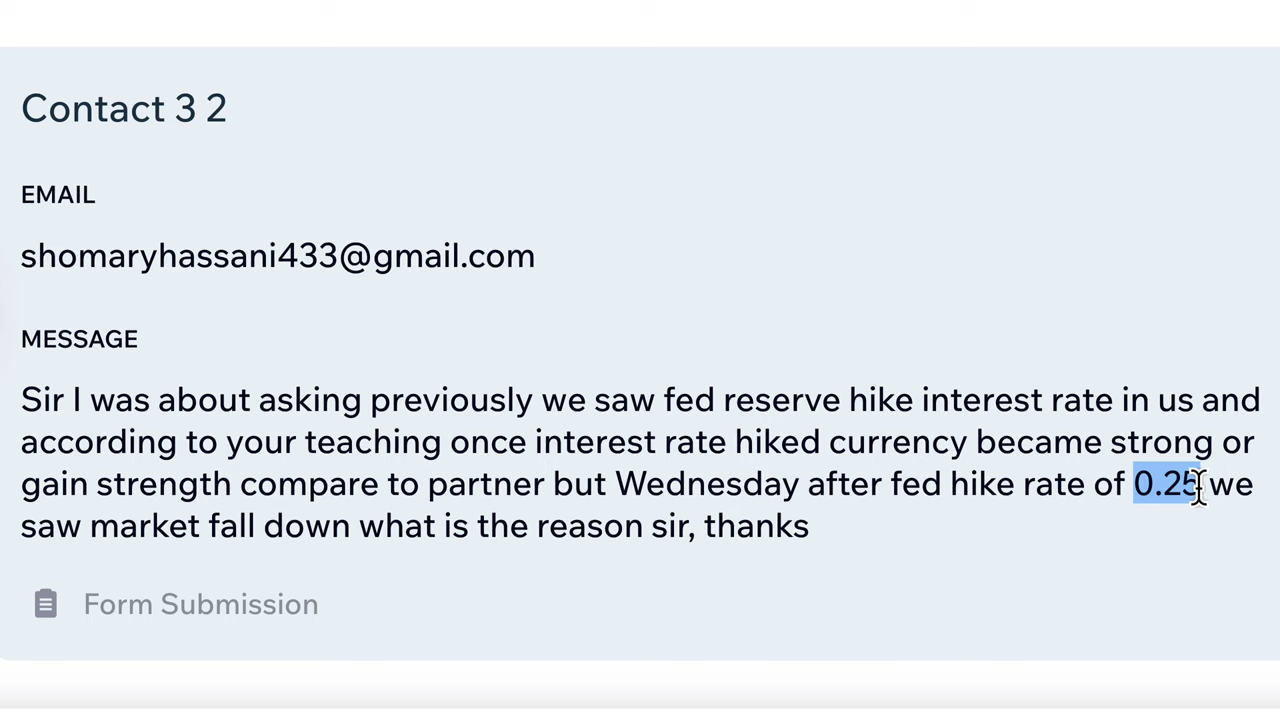 Contact 3 2
EMAIL
shomaryhassani433@gmail.com
MESSAGE
Sir I was about asking previously we saw fed reserve hike interest rate in us and
according to your teaching once interest rate hiked currency became strong or
gain strength compare to partner but Wednesday after fed hike rate of 0.25 we
saw market fall down what is the reason sir, thanks
Form Submission